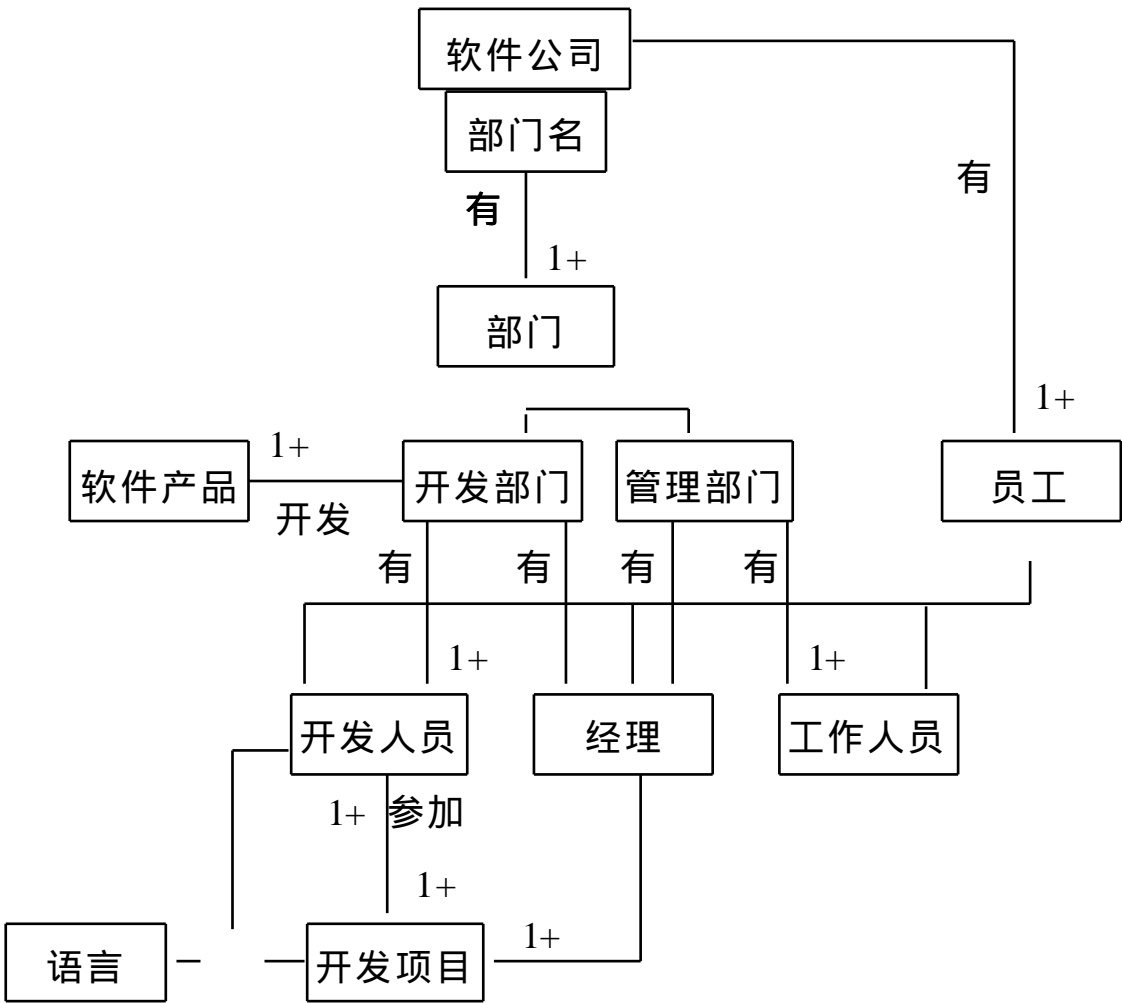 软件公司
部门名
有
有
1+
部门
1+
1+
软件产品
开发部门
管理部门
员工
开发
有
有
有
有
1+
1+
开发人员
经理
工作人员
1+
参加
1+
语言
开发项目
1+